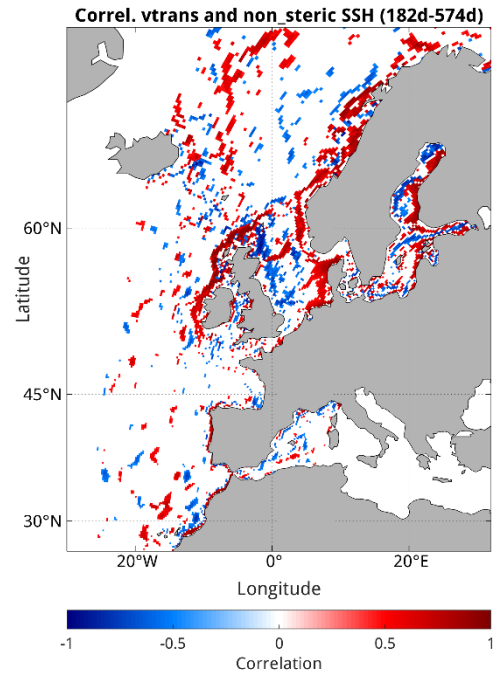 Correl. vtrans and non_steric SSH (182d-574d)
60°N
45°N
30°N
Latitude
20°W 0° 20°E
Longitude
-1 -0.5 0 0.5 1
Correlation